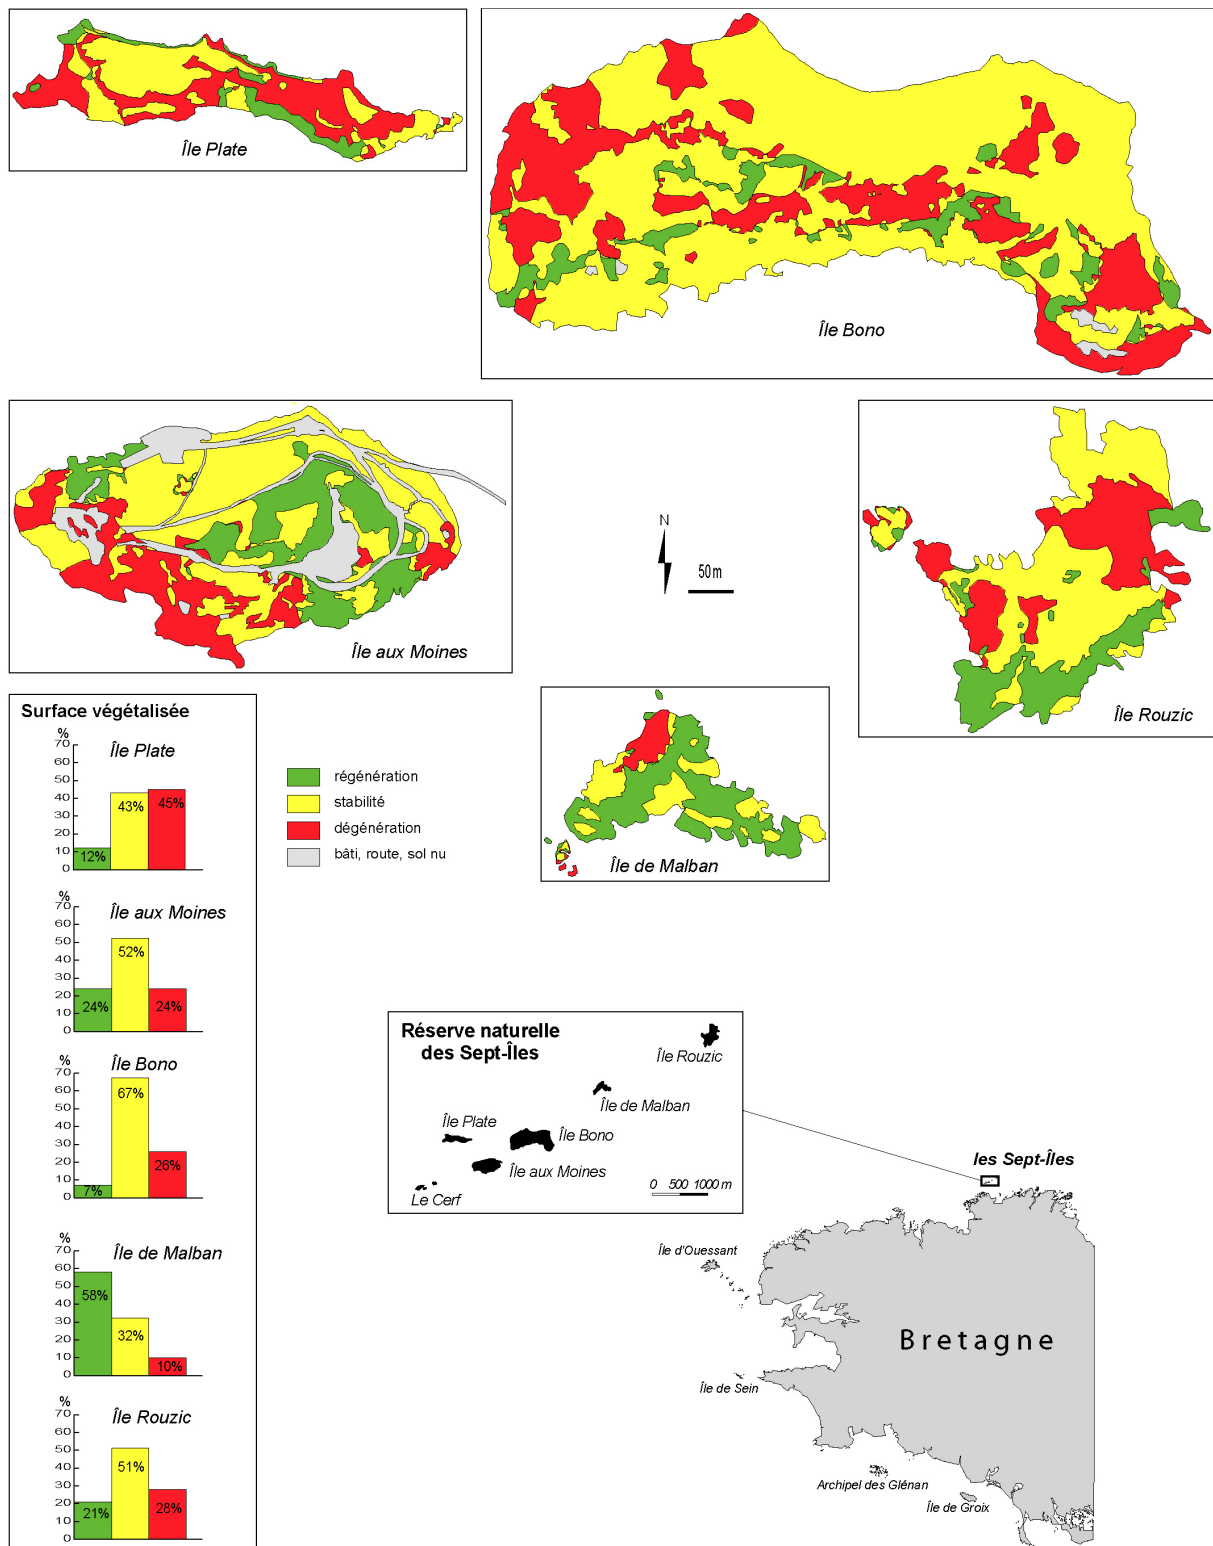 Île Plate
Île Bono
Île aux Moines
N
50 m
Île Rouzic
Île de Malban
Surface végétalisée
%
Île Plate
70
60
50
40
30
20
10
0
12%
43%
45%
régénération
stabilité
dégénération
bâti, route, sol nu
%
Île aux Moines
70
60
50
40
30
20
10
0
24%
52%
24%
%
Île Bono
70
60
50
40
30
20
10
0
7%
67%
26%
%
Île de Malban
70
60
50
40
30
20
10
0
58%
32%
10%
%
Île Rouzic
70
60
50
40
30
20
10
0
21%
51%
28%
Réserve naturelle
des Sept-Îles
Île Rouzic
Île de Malban
Île Plate
Île Bono
Île aux Moines
Le Cerf
0 500 1000 m
les Sept-Îles
Île d'Ouessant
Bretagne
Île de Sein
Archipel des Glénan
Île de Groix